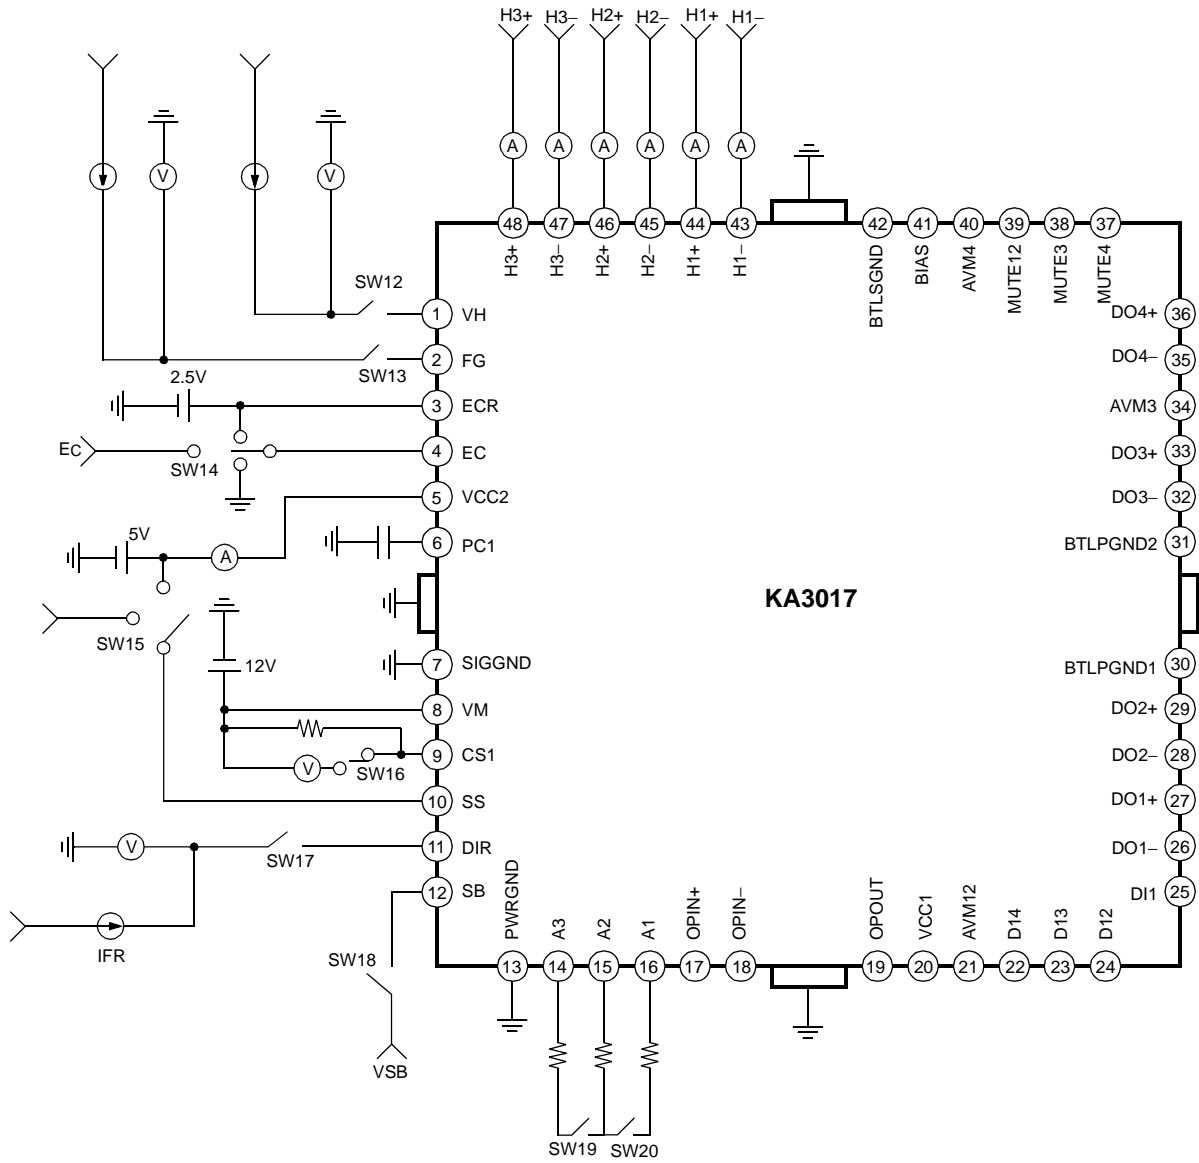 H3+ H3– H2+ H2– H1+ H1–
A A A A A A
V V
48 47 46 45 44 43 42 41 40 39 38 37
H3+ H3– H2+ H2– H1+ H1– BTLSGND BIAS AVM4 MUTE12 MUTE3 MUTE4
SW12
1 VH
DO4+ 36
SW13
2 FG
DO4– 35
2.5V
3 ECR
AVM3 34
EC
SW14
4 EC
DO3+ 33
5 VCC2
DO3– 32
5V
A
6 PC1
BTLPGND2 31
KA3017
SW15
12V
7 SIGGND
BTLPGND1 30
8 VM
DO2+ 29
V
SW16
9 CS1
DO2– 28
10 SS
DO1+ 27
V
SW17
11 DIR
DO1– 26
12 SB
DI1 25
IFR
SW18
VSB
PWRGND A3 A2 A1 OPIN+ OPIN– OPOUT VCC1 AVM12 D14 D13 D12
13 14 15 16 17 18 19 20 21 22 23 24
SW19 SW20